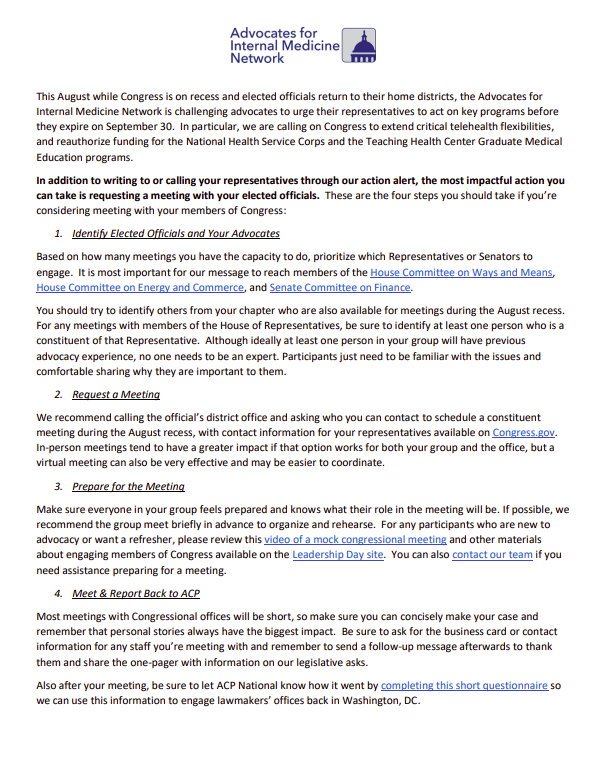 Advocates for
Internal Medicine
Network
This August while Congress is on recess and elected officials return to their home districts, the Advocates for
Internal Medicine Network is challenging advocates to urge their representatives to act on key programs before
they expire on September 30.  In particular, we are calling on Congress to extend critical telehealth flexibilities,
and reauthorize funding for the National Health Service Corps and the Teaching Health Center Graduate Medical
Education programs.
In addition to writing to or calling your representatives through our action alert, the most impactful action you
can take is requesting a meeting with your elected officials.  These are the four steps you should take if you're
considering meeting with your members of Congress:
1. Identify Elected Officials and Your Advocates
Based on how many meetings you have the capacity to do, prioritize which Representatives or Senators to
engage.  It is most important for our message to reach members of the House Committee on Ways and Means,
House Committee on Energy and Commerce, and Senate Committee on Finance.
You should try to identify others from your chapter who are also available for meetings during the August recess.
For any meetings with members of the House of Representatives, be sure to identify at least one person who is a
constituent of that Representative.  Although ideally at least one person in your group will have previous
advocacy experience, no one needs to be an expert. Participants just need to be familiar with the issues and
comfortable sharing why they are important to them.
2. Request a Meeting
We recommend calling the official's district office and asking who you can contact to schedule a constituent
meeting during the August recess, with contact information for your representatives available on Congress.gov.
In-person meetings tend to have a greater impact if that option works for both your group and the office, but a
virtual meeting can also be very effective and may be easier to coordinate.
3. Prepare for the Meeting
Make sure everyone in your group feels prepared and knows what their role in the meeting will be. If possible, we
recommend the group meet briefly in advance to organize and rehearse.  For any participants who are new to
advocacy or want a refresher, please review this video of a mock congressional meeting and other materials
about engaging members of Congress available on the Leadership Day site.  You can also contact our team if you
need assistance preparing for a meeting.
4. Meet & Report Back to ACP
Most meetings with Congressional offices will be short, so make sure you can concisely make your case and
remember that personal stories always have the biggest impact.  Be sure to ask for the business card or contact
information for any staff you're meeting with and remember to send a follow-up message afterwards to thank
them and share the one-pager with information on our legislative asks.
Also after your meeting, be sure to let ACP National know how it went by completing this short questionnaire so
we can use this information to engage lawmakers' offices back in Washington, DC.